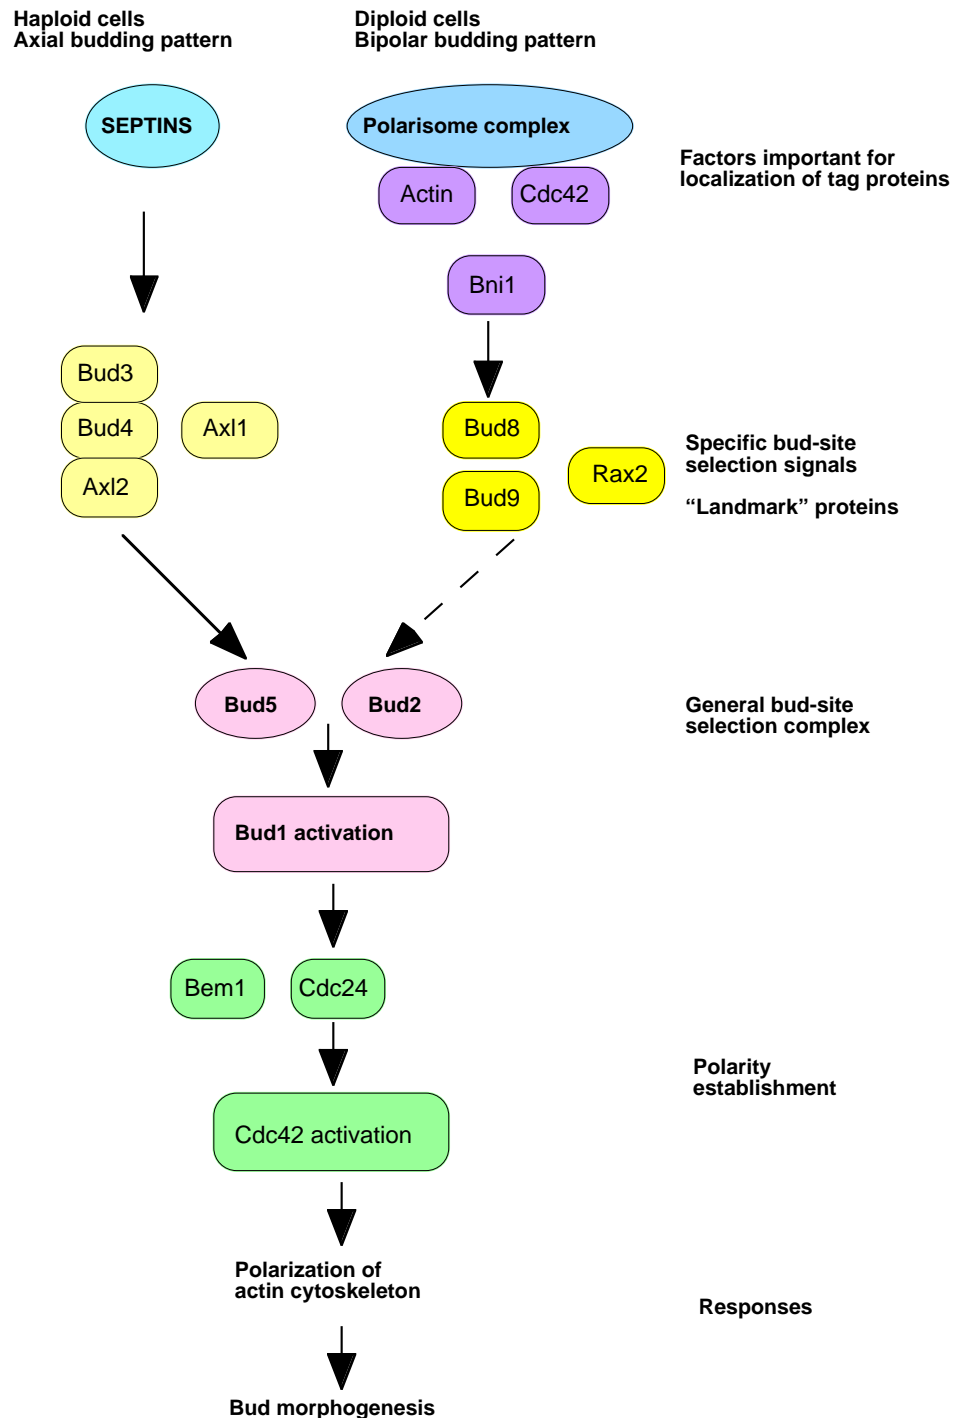 Haploid cells
Axial budding pattern
Diploid cells
Bipolar budding pattern
SEPTINS
Polarisome complex
Factors important for
localization of tag proteins
Actin
Cdc42
Bni1
Bud3
Bud4
Axl1
Axl2
Bud8
Bud9
Rax2
Specific bud-site
selection signals
“Landmark” proteins
Bud5
Bud2
General bud-site
selection complex
Bud1 activation
Bem1
Cdc24
Polarity
establishment
Cdc42 activation
Polarization of
actin cytoskeleton
Responses
Bud morphogenesis